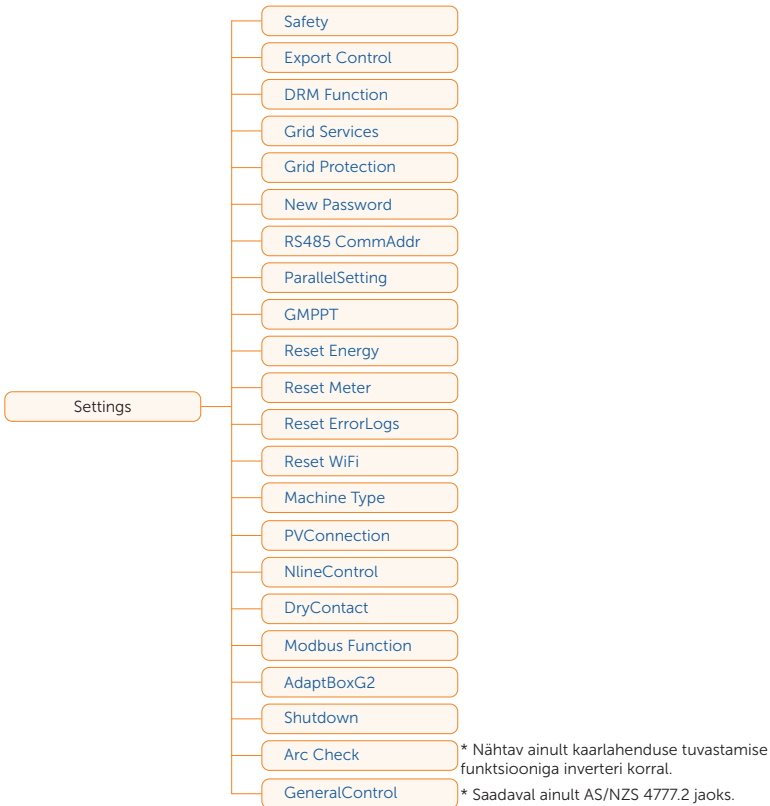 Safety
Export Control
DRM Function
Grid Services
Grid Protection
New Password
RS485 CommAddr
ParallelSetting
GMPPT
Reset Energy
Reset Meter
Settings
Reset ErrorLogs
Reset WiFi
Machine Type
PVConnection
NlineControl
DryContact
Modbus Function
AdaptBoxG2
Shutdown
Arc Check
* Nähtav ainult kaarlahenduse tuvastamise
funktsiooniga inverteri korral.
GeneralControl
* Saadaval ainult AS/NZS 4777.2 jaoks.